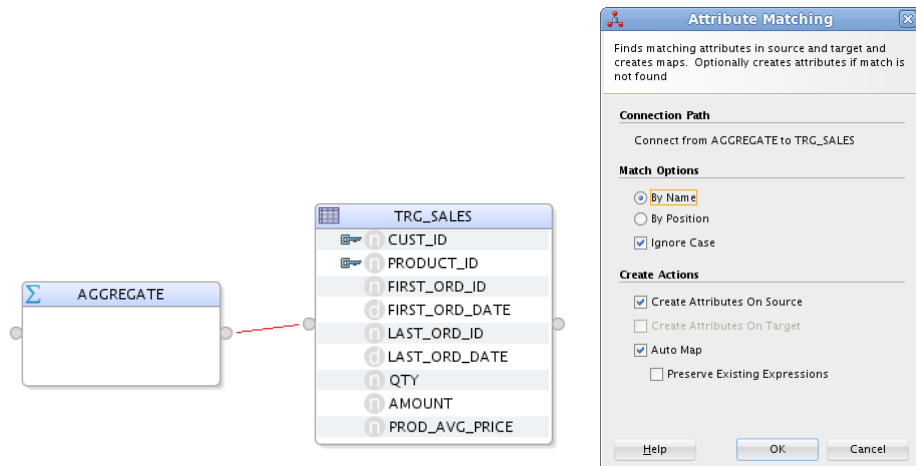 AGGREGATE
TRG_SALES
CUST_ID
PRODUCT_ID
FIRST_ORD_ID
FIRST_ORD_DATE
LAST_ORD_ID
LAST_ORD_DATE
QTY
AMOUNT
PROD_AVG_PRICE
Attribute Matching
Finds matching attributes in source and target and
creates maps. Optionally creates attributes if match is
not found
Connection Path
Connect from AGGREGATE to TRG_SALES
Match Options
By Name
By Position
Ignore Case
Create Actions
Create Attributes On Source
Create Attributes On Target
Auto Map
Preserve Existing Expressions
Help
OK
Cancel